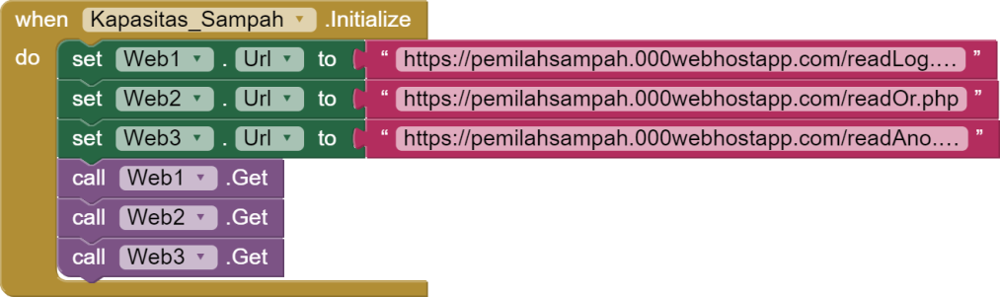 when Kapasitas_Sampah .Initialize
do set Web1 . Url to “ https://pemilahsampah.000webhostapp.com/readLog.… ”
set Web2 . Url to “ https://pemilahsampah.000webhostapp.com/readOr.php ”
set Web3 . Url to “ https://pemilahsampah.000webhostapp.com/readAno.… ”
call Web1 .Get
call Web2 .Get
call Web3 .Get